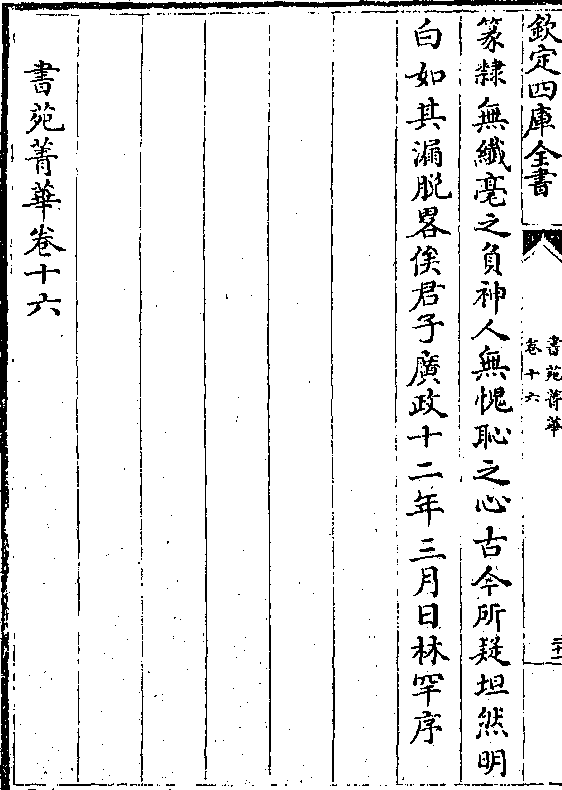 欽定四庫全書
書苑菁華
卷十六
篆隸無纎毫之負神人無愧恥之心古今所疑坦然明
白如其漏脱畧俟君子廣政十二年三月日林罕序
書苑菁華卷十六